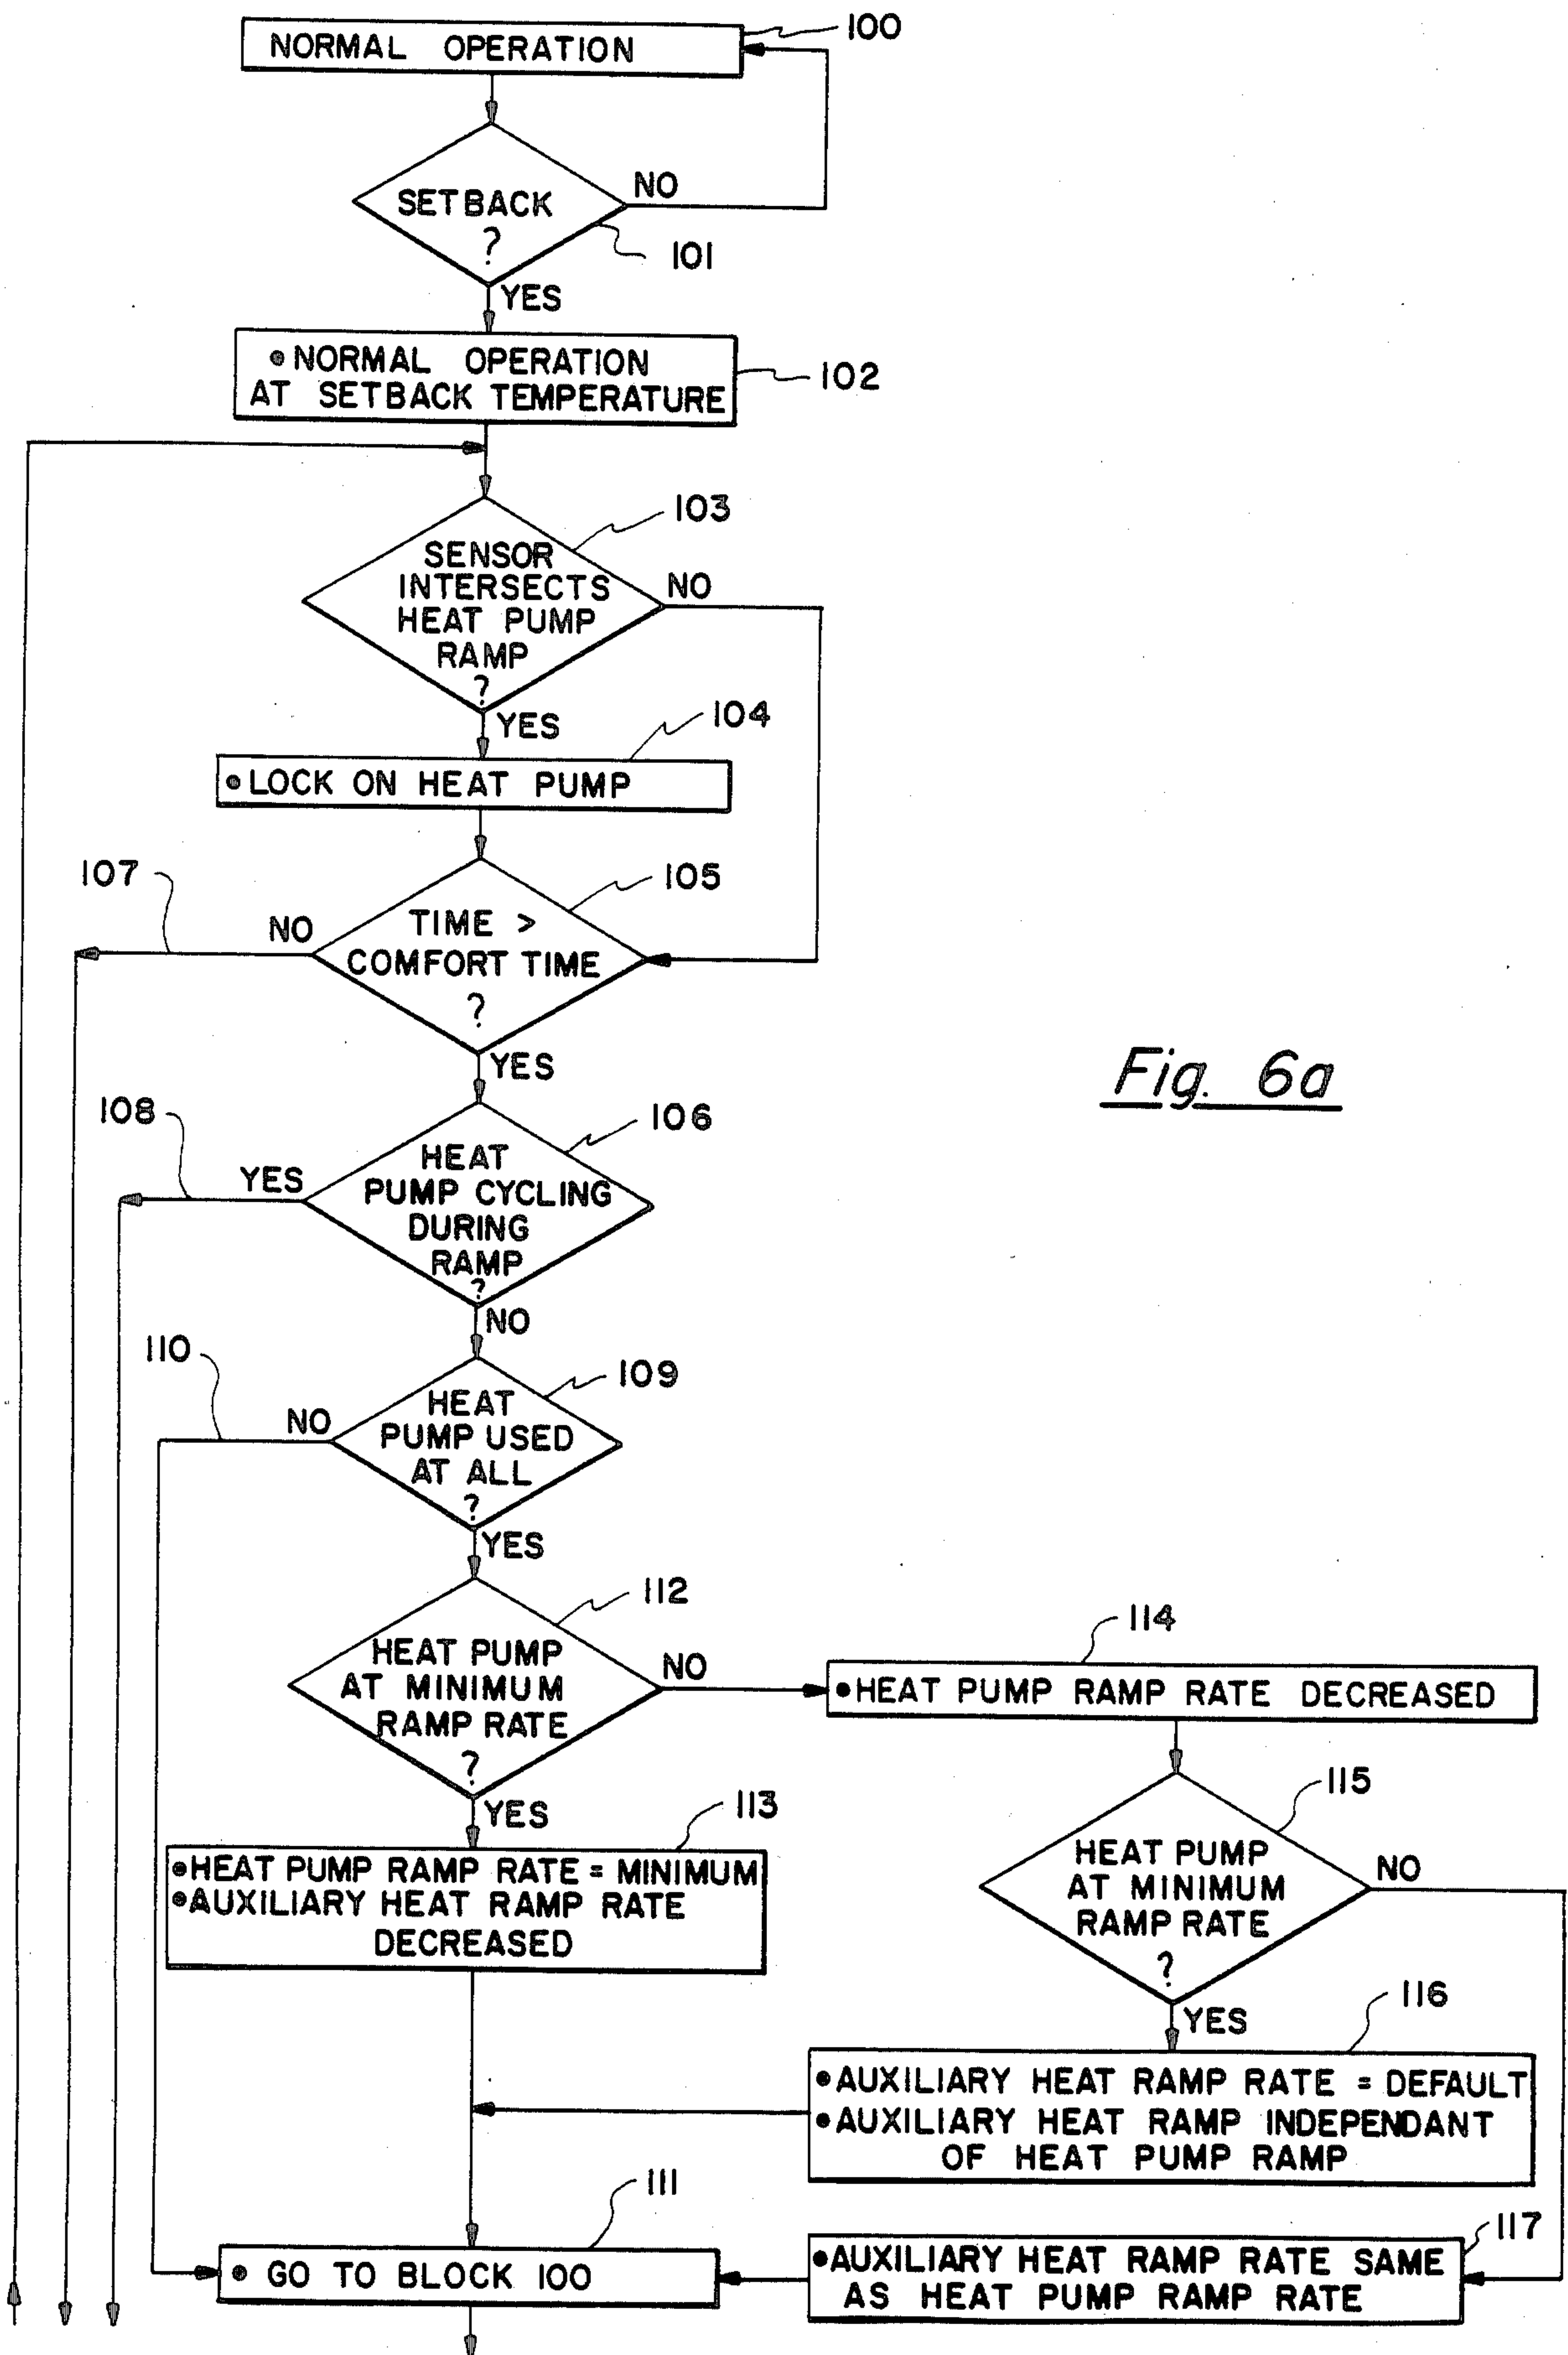 100
NORMAL OPERATION
SETBACK
?
NO
101
YES
• NORMAL OPERATION
AT SETBACK TEMPERATURE
102
103
SENSOR
INTERSECTS
HEAT PUMP
RAMP
?
NO
YES
104
• LOCK ON HEAT PUMP
107
105
NO
TIME >
COMFORT TIME
?
YES
Fig. 6a
108
106
YES
HEAT
PUMP CYCLING
DURING
RAMP
?
NO
110
109
NO
HEAT
PUMP USED
AT ALL
?
YES
112
HEAT PUMP
AT MINIMUM
RAMP RATE
?
NO
YES
114
• HEAT PUMP RAMP RATE DECREASED
113
• HEAT PUMP RAMP RATE = MINIMUM
• AUXILIARY HEAT RAMP RATE
DECREASED
115
HEAT PUMP
AT MINIMUM
RAMP RATE
?
NO
YES
116
• AUXILIARY HEAT RAMP RATE = DEFAULT
• AUXILIARY HEAT RAMP INDEPENDANT
OF HEAT PUMP RAMP
111
• GO TO BLOCK 100
117
• AUXILIARY HEAT RAMP RATE SAME
AS HEAT PUMP RAMP RATE